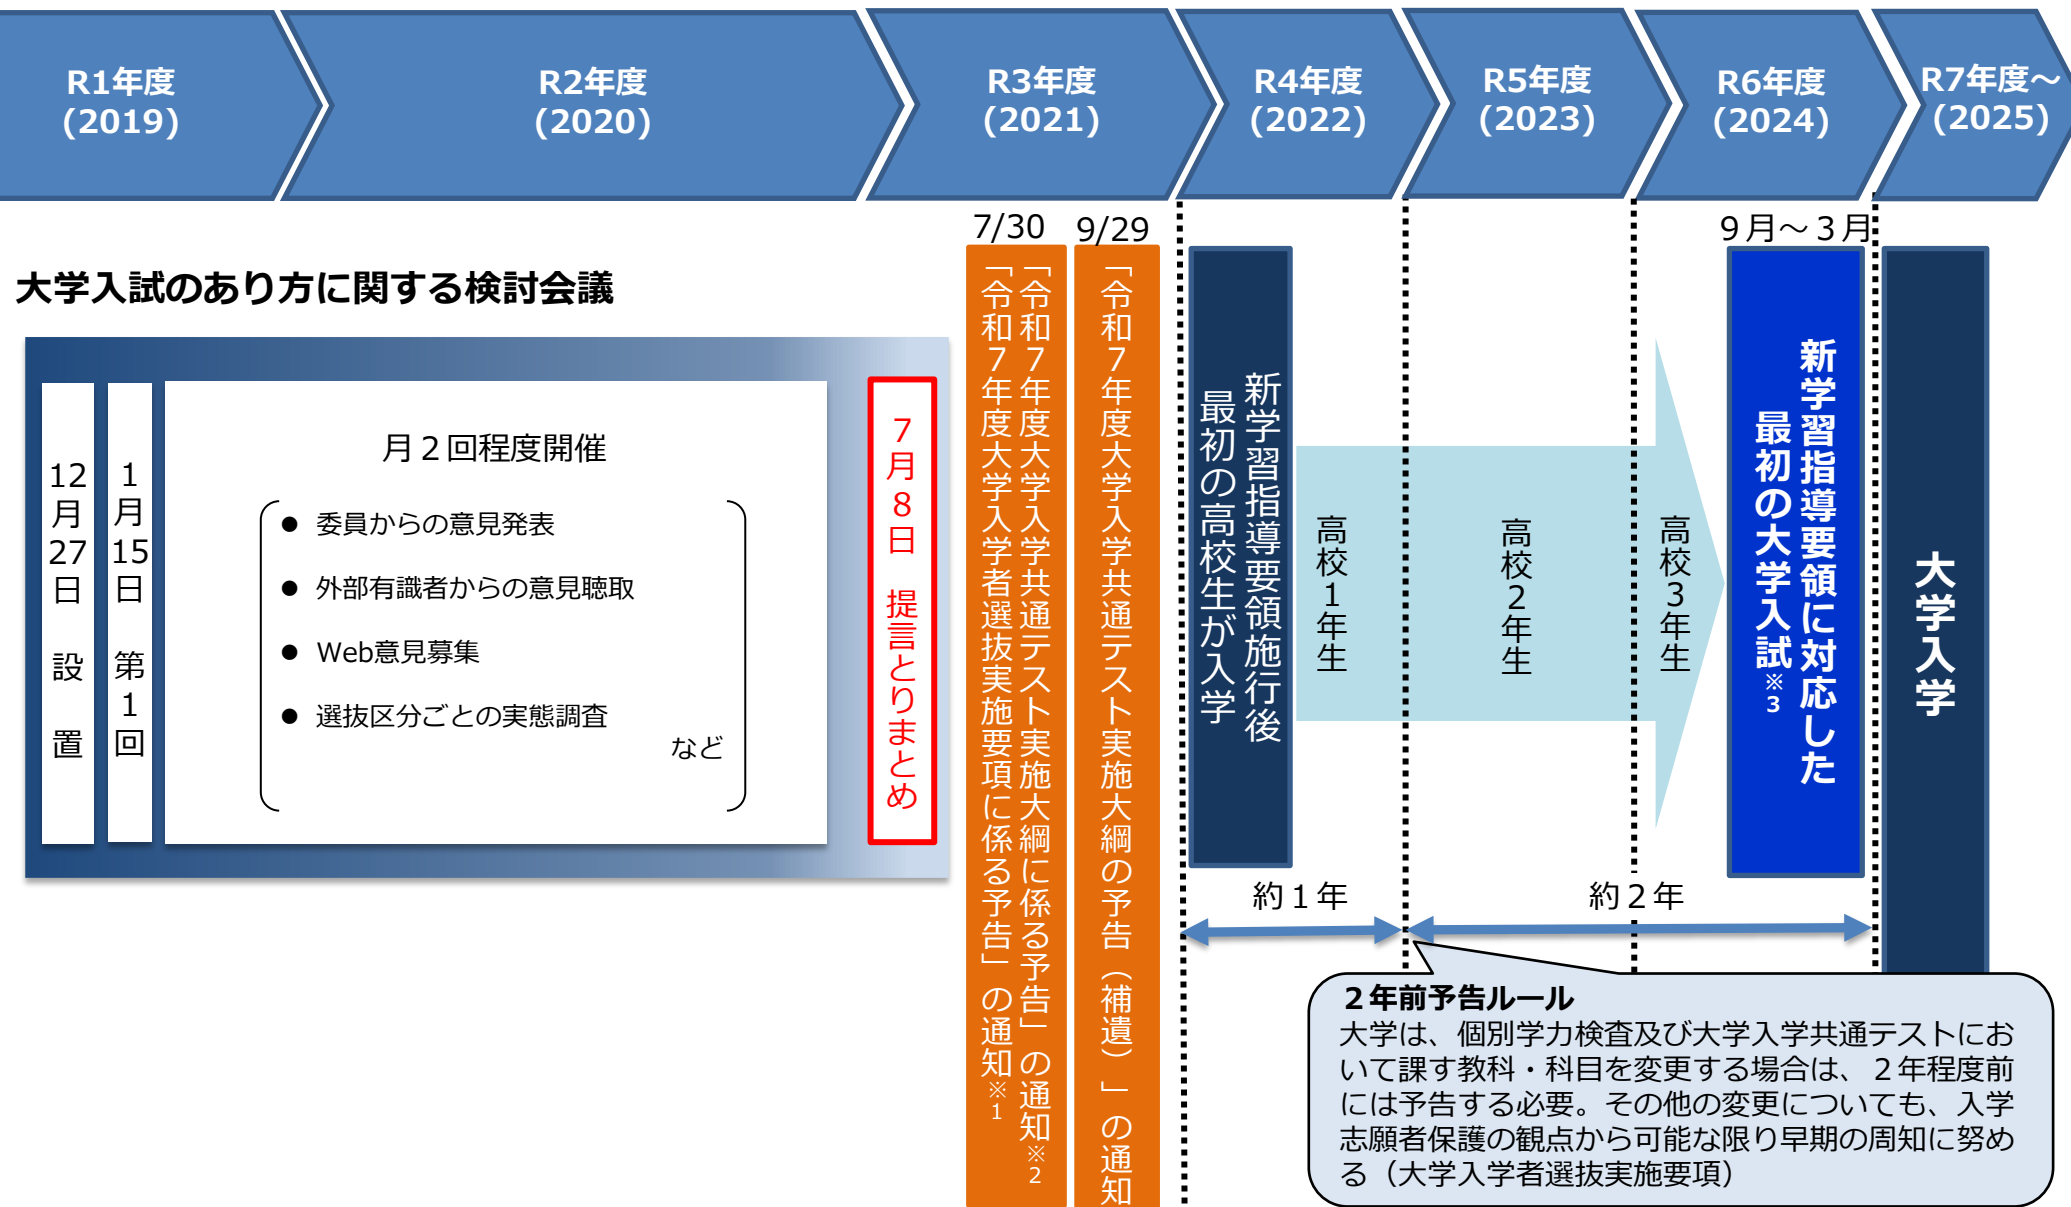 R1年度
(2019)
R2年度
(2020)
R3年度
(2021)
R4年度
(2022)
R5年度
(2023)
R6年度
(2024)
R7年度～
(2025)
大学入試のあり方に関する検討会議
12月27日　設　置
1月15日　第1回
月２回程度開催
● 委員からの意見発表
● 外部有識者からの意見聴取
● Web意見募集
● 選抜区分ごとの実態調査
など
7月8日　提言とりまとめ
7/30
「令和７年度大学入学共通テスト実施大綱に係る予告」の通知※2
「令和７年度大学入学者選抜実施要項に係る予告」の通知※1
9/29
「令和７年度大学入学共通テスト実施大綱の予告（補遺）」の通知
新学習指導要領施行後
最初の高校生が入学
高校１年生
高校２年生
高校３年生
９月～３月
新学習指導要領に対応した
最初の大学入試※3
大学入学
約１年
約２年
２年前予告ルール
大学は、個別学力検査及び大学入学共通テストにお
いて課す教科・科目を変更する場合は、２年程度前
には予告する必要。その他の変更についても、入学
志願者保護の観点から可能な限り早期の周知に努め
る（大学入学者選抜実施要項）